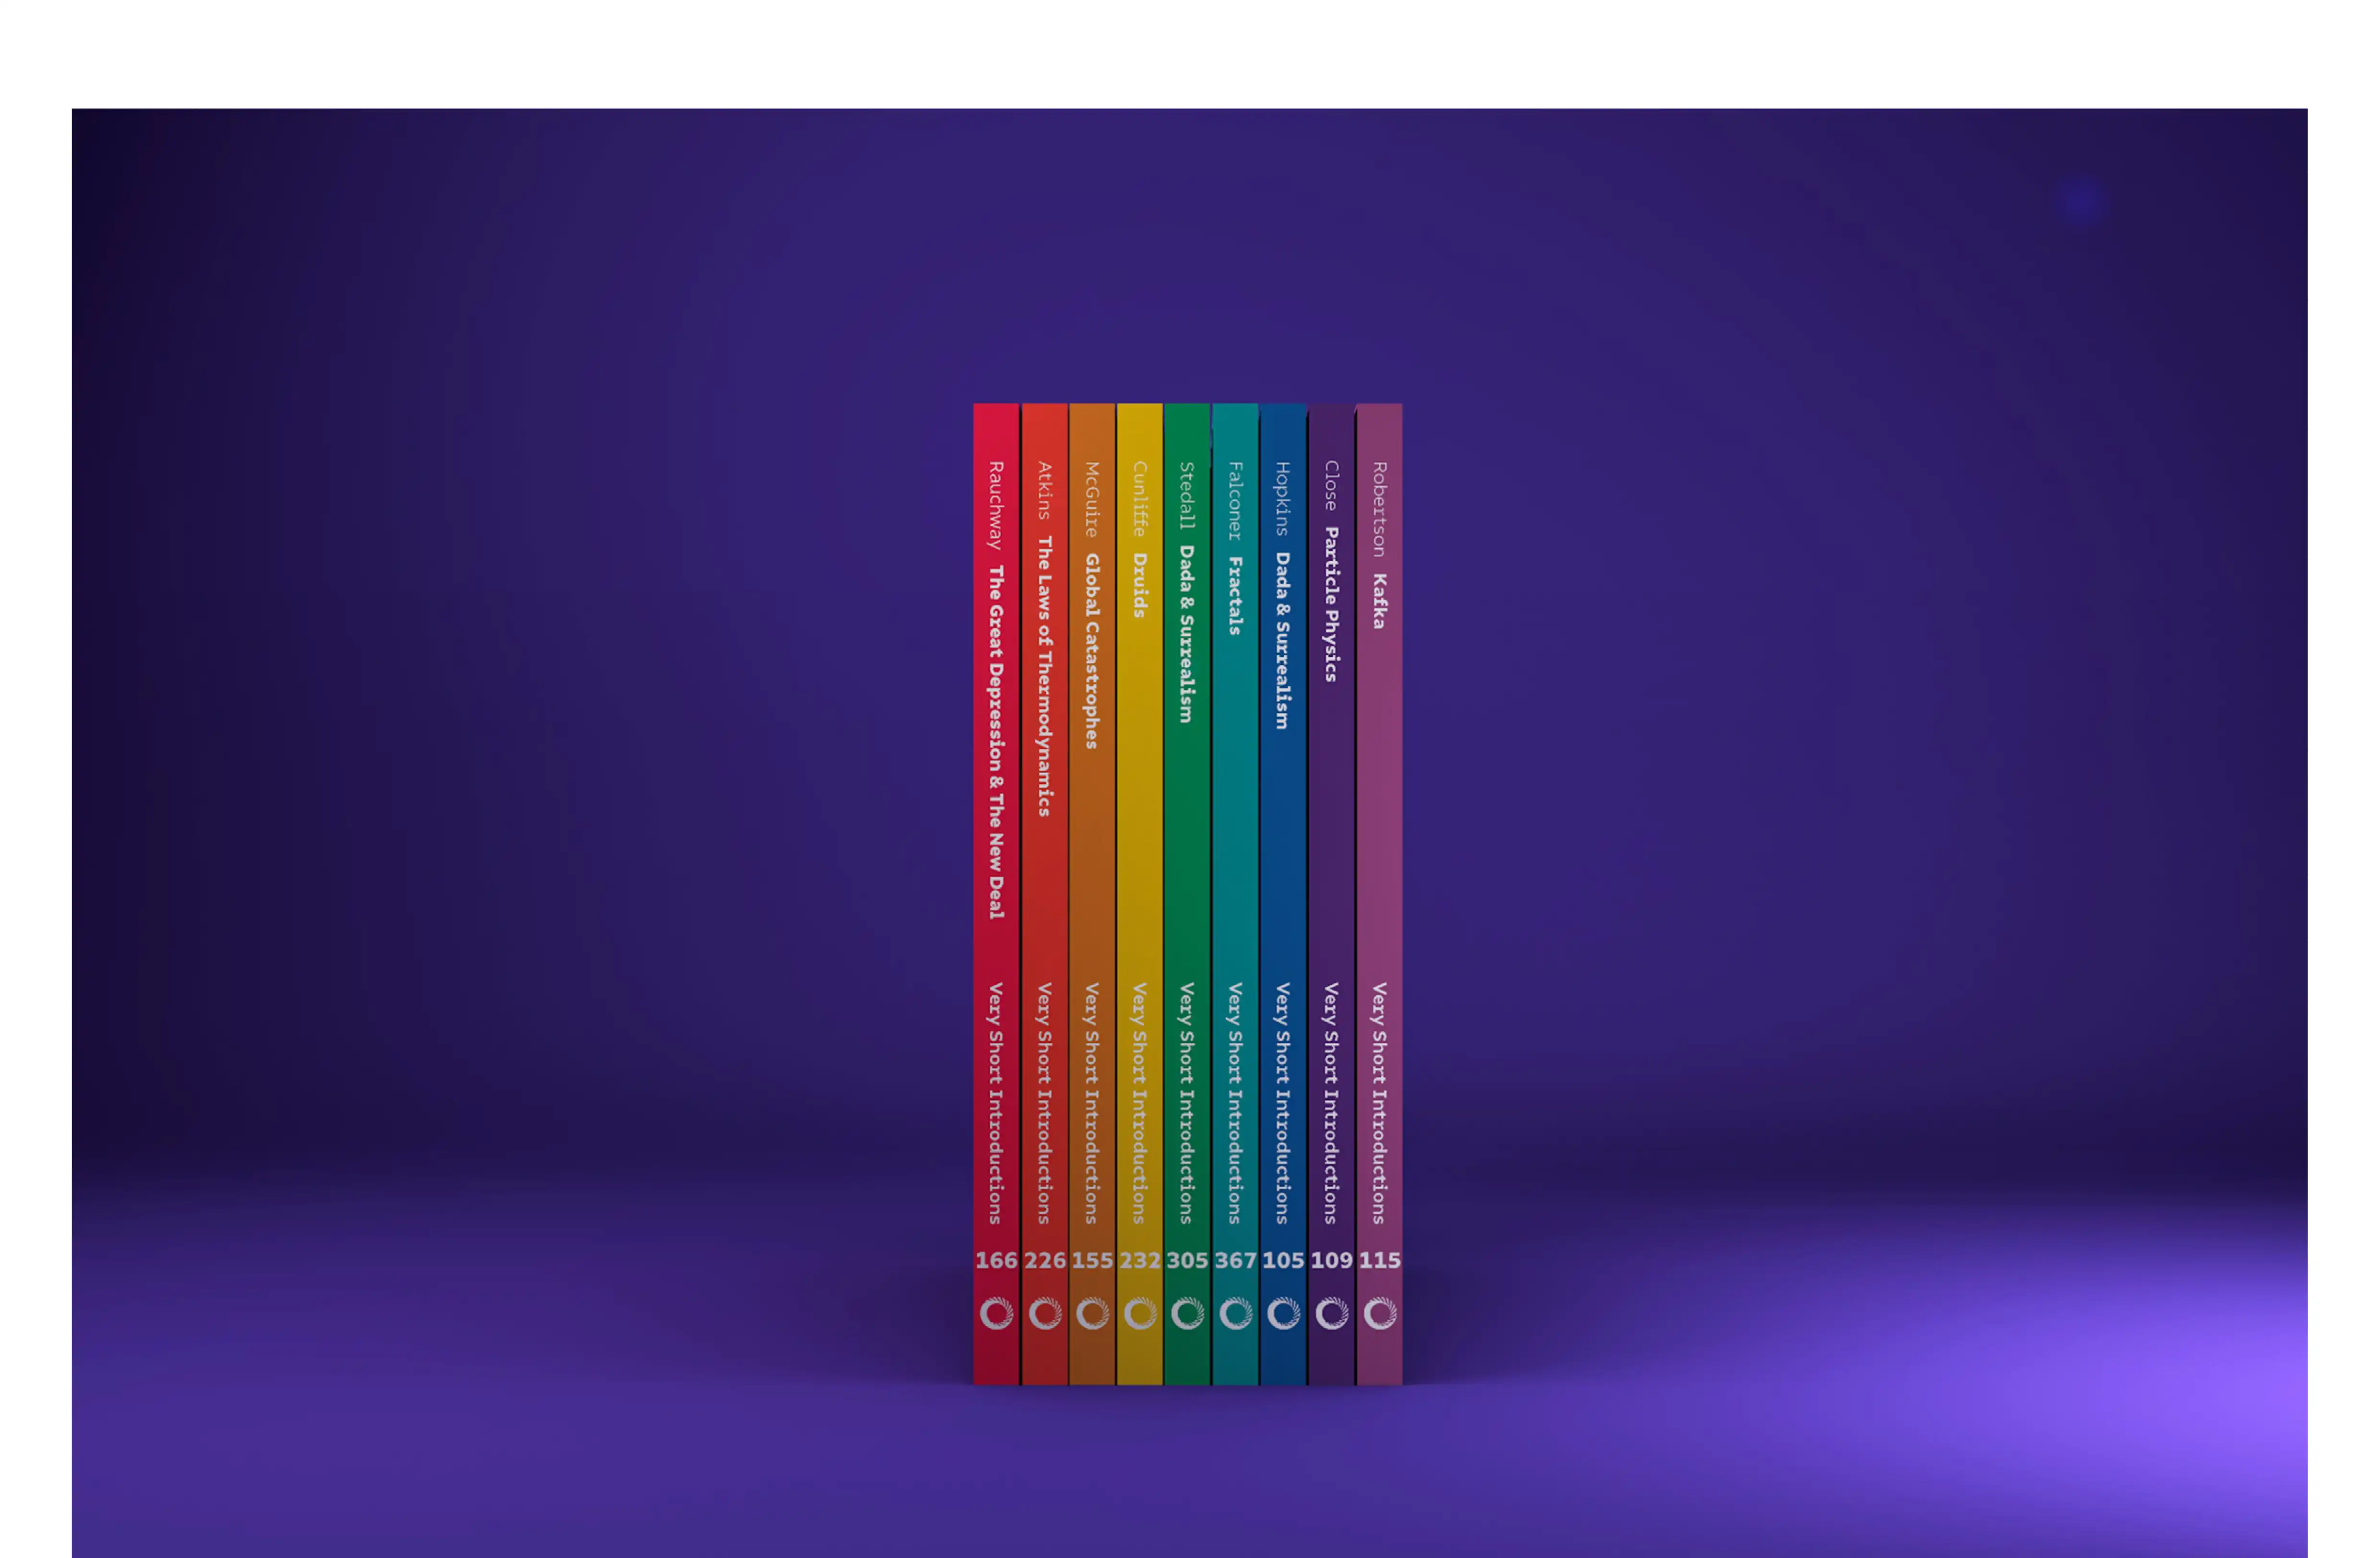 Rauchway The Great Depression & The New Deal Very Short Introductions 166
Atkins The Laws of Thermodynamics Very Short Introductions 226
McGuire Global Catastrophes Very Short Introductions 155
Cunliffe Druids Very Short Introductions 232
Stedall Dada & Surrealism Very Short Introductions 305
Falconer Fractals Very Short Introductions 367
Hopkins Dada & Surrealism Very Short Introductions 105
Close Particle Physics Very Short Introductions 109
Robertson Kafka Very Short Introductions 115